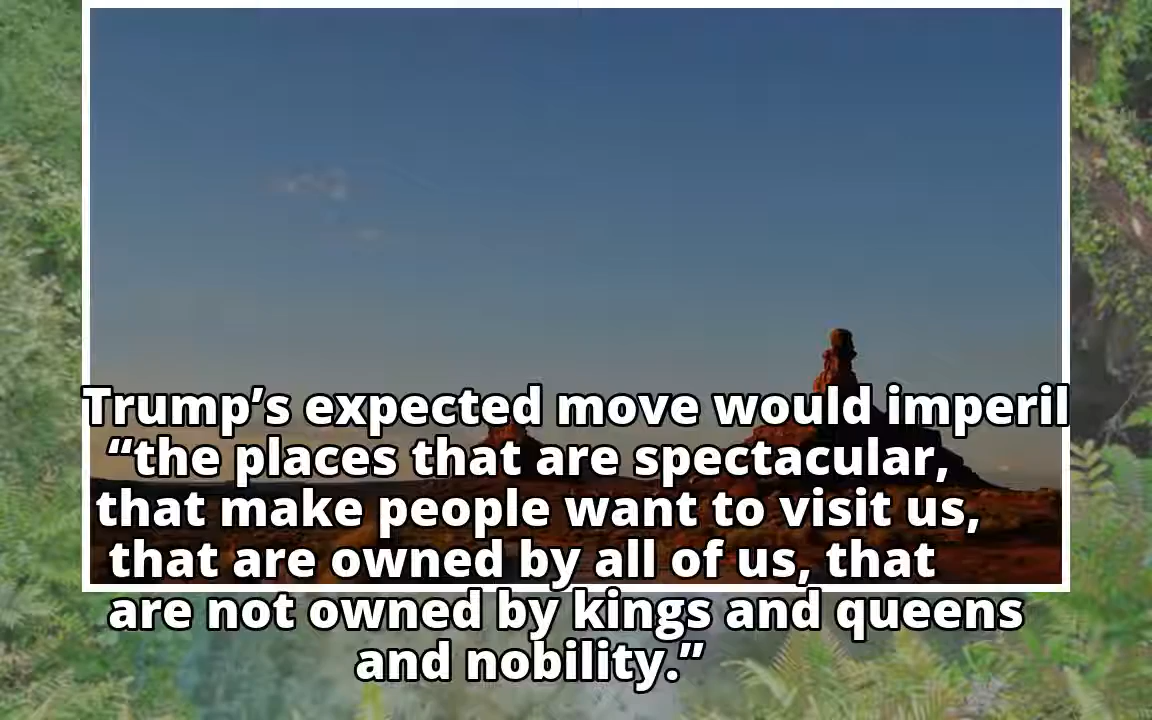 Trump’s expected move would imperil
“the places that are spectacular,
that make people want to visit us,
that are owned by all of us, that
are not owned by kings and queens
and nobility.”